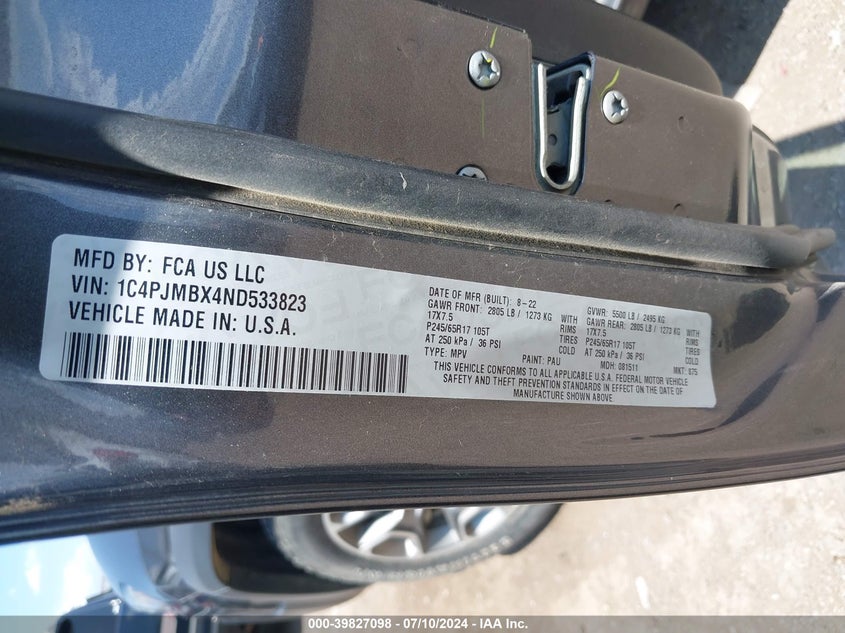 MFD BY: FCA US LLC
VIN: 1C4PJMBX4ND533823
VEHICLE MADE IN: U.S.A.
DATE OF MFR (BUILT): 8-22
GAWR FRONT: 2805 LB / 1273 KG WITH
17X7.5 RIMS
P245/65R17 105T TIRES
AT 250 kPa / 36 PSI COLD
TYPE: MPV PAINT: PAU
GVWR: 5500 LB / 2495 KG
GAWR REAR: 2805 LB / 1273 KG WITH
17X7.5 RIMS
P245/65R17 105T TIRES
AT 250 kPa / 36 PSI COLD
MDH: 081511 MKT: 875
THIS VEHICLE CONFORMS TO ALL APPLICABLE U.S.A. FEDERAL MOTOR VEHICLE
SAFETY AND THEFT PREVENTION STANDARDS IN EFFECT ON THE DATE OF
MANUFACTURE SHOWN ABOVE.
000-39827098 - 07/10/2024 - IAA Inc.